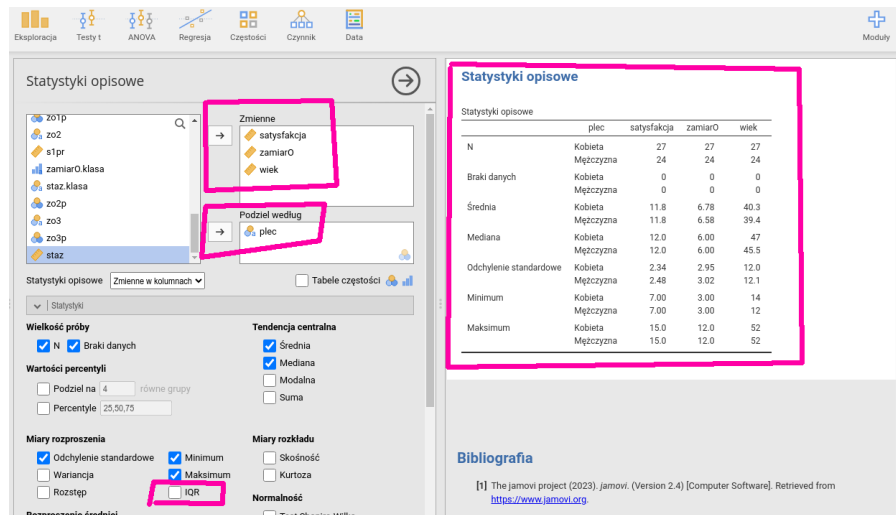 Eksploracja Testy t ANOVA Regresja Częstości Czynnik Data Moduły
Statystyki opisowe
zo1p
zo2
s1pr
zamiarO.klasa
staz.klasa
zo2p
zo3
zo3p
staz
Zmienne
satysfakcja
zamiarO
wiek
Podziel według
plec
Statystyki opisowe Zmienne w kolumnach Tabele częstości
Statystyki
Wielkość próby
N Braki danych
Wartości percentyli
Podziel na 4 równe grupy
Percentyle 25,50,75
Tendencja centralna
Średnia
Mediana
Modalna
Suma
Miary rozproszenia
Odchylenie standardowe Minimum
Wariancja Maksimum
Rozstęp IQR
Miary rozkładu
Skośność
Kurtoza
Normalność
Statystyki opisowe
Statystyki opisowe
plec satysfakcja zamiarO wiek
N Kobieta 27 27 27
Mężczyzna 24 24 24
Braki danych Kobieta 0 0 0
Mężczyzna 0 0 0
Średnia Kobieta 11.8 6.78 40.3
Mężczyzna 11.8 6.58 39.4
Mediana Kobieta 12.0 6.00 47
Mężczyzna 12.0 6.00 45.5
Odchylenie standardowe Kobieta 2.34 2.95 12.0
Mężczyzna 2.48 3.02 12.1
Minimum Kobieta 7.00 3.00 14
Mężczyzna 7.00 3.00 12
Maksimum Kobieta 15.0 12.0 52
Mężczyzna 15.0 12.0 52
Bibliografia
[1] The jamovi project (2023). jamovi. (Version 2.4) [Computer Software]. Retrieved from
https://www.jamovi.org.